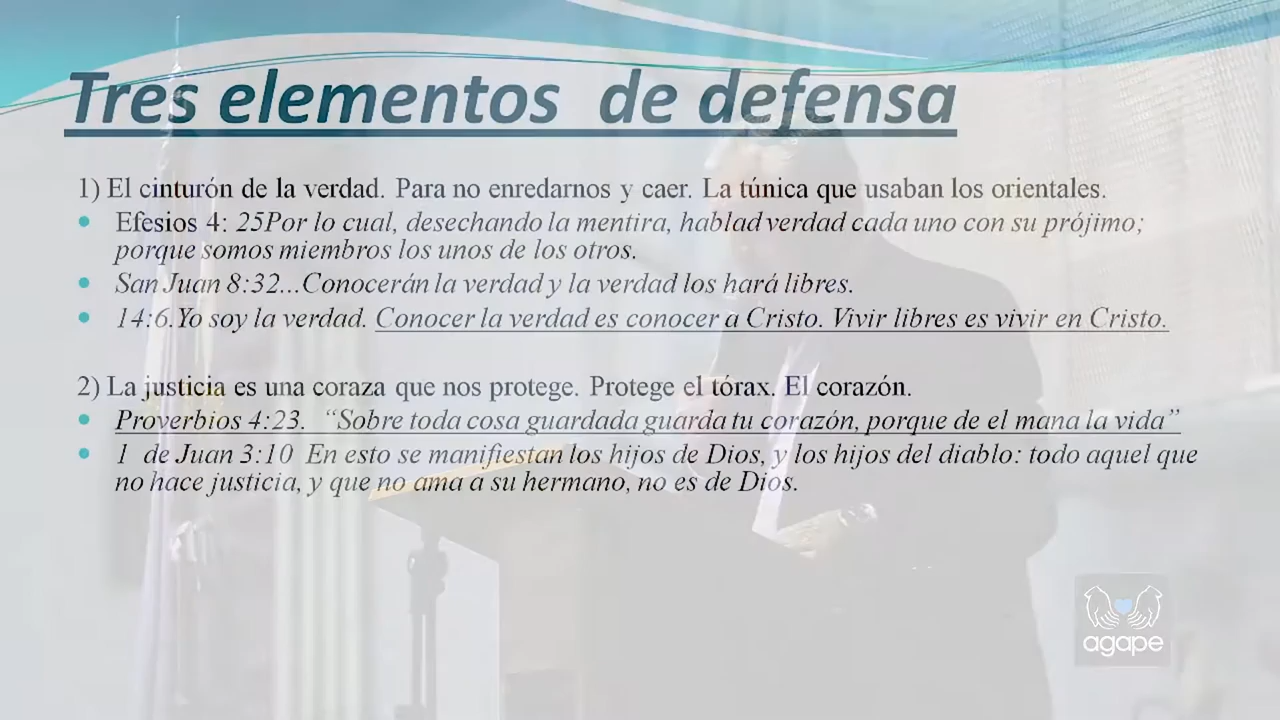 Tres elementos de defensa
1) El cinturón de la verdad. Para no enredarnos y caer. La túnica que usaban los orientales.
Efesios 4: 25Por lo cual, desechando la mentira, hablad verdad cada uno con su prójimo;
porque somos miembros los unos de los otros.
San Juan 8:32...Conocerán la verdad y la verdad los hará libres.
14:6.Yo soy la verdad. Conocer la verdad es conocer a Cristo. Vivir libres es vivir en Cristo.
2) La justicia es una coraza que nos protege. Protege el tórax. El corazón.
Proverbios 4:23. “Sobre toda cosa guardada guarda tu corazón, porque de el mana la vida”
1 de Juan 3:10 En esto se manifiestan los hijos de Dios, y los hijos del diablo: todo aquel que
no hace justicia, y que no ama a su hermano, no es de Dios.
agape